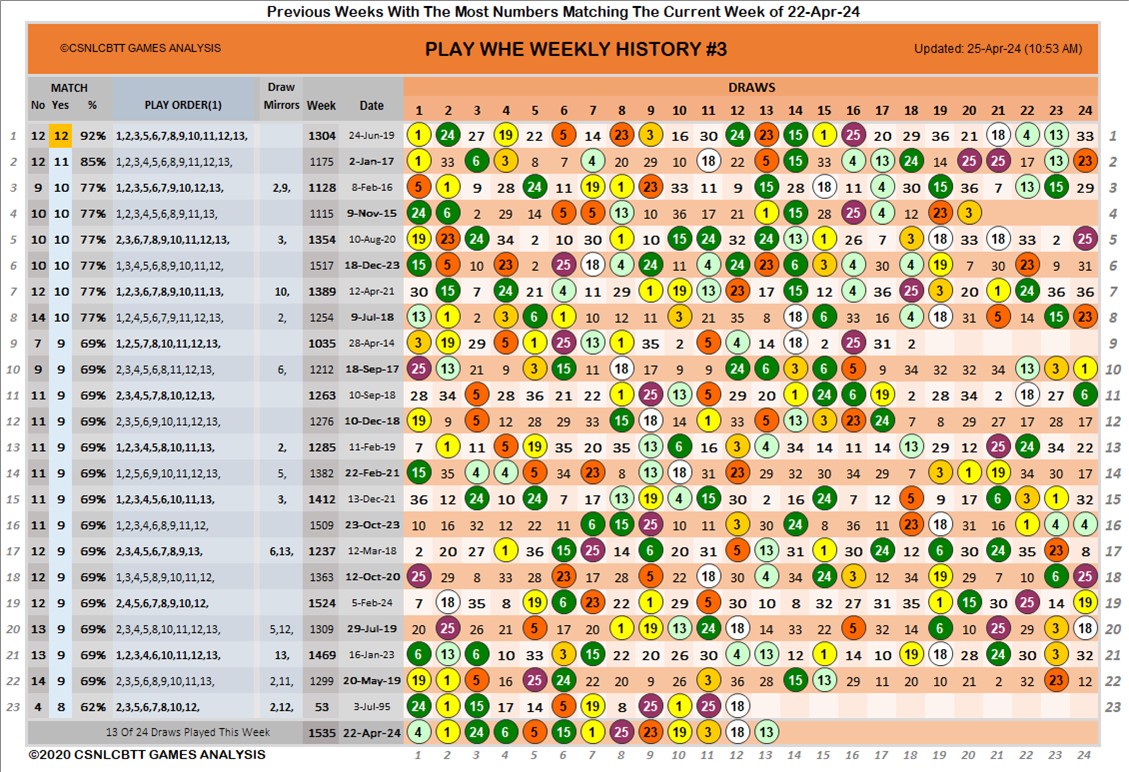 Previous Weeks With The Most Numbers Matching The Current Week of 22-Apr-24
©CSNLCBTT GAMES ANALYSIS PLAY WHE WEEKLY HISTORY #3 Updated: 25-Apr-24 (10:53 AM)
MATCH Draw DRAWS
No Yes % PLAY ORDER(1) Mirrors Week Date 1 2 3 4 5 6 7 8 9 10 11 12 13 14 15 16 17 18 19 20 21 22 23 24
1 12 12 92% 1,2,3,5,6,7,8,9,10,11,12,13, 1304 24-Jun-19 1 24 27 19 22 5 14 23 3 16 30 24 23 15 1 25 20 29 36 21 18 4 13 33 1
2 12 11 85% 1,2,3,4,5,6,8,9,11,12,13, 1175 2-Jan-17 1 33 6 3 8 7 4 20 29 10 18 22 5 15 33 4 13 24 14 25 25 17 13 23 2
3 9 10 77% 1,2,3,5,6,7,9,10,12,13, 2,9, 1128 8-Feb-16 5 1 9 28 24 11 19 1 23 33 11 9 15 28 18 11 4 30 15 36 7 13 15 29 3
4 10 10 77% 1,2,3,4,5,6,8,9,11,13, 1115 9-Nov-15 24 6 2 29 14 5 5 13 10 36 17 21 1 15 28 25 4 12 23 3 4
5 10 10 77% 2,3,6,7,8,9,10,11,12,13, 3, 1354 10-Aug-20 19 23 24 34 2 10 30 1 10 15 24 32 24 13 1 26 7 3 18 33 18 33 2 25 5
6 10 10 77% 1,3,4,5,6,8,9,10,11,12, 1517 18-Dec-23 15 5 10 23 2 25 18 4 24 11 4 24 23 6 3 4 30 4 19 7 30 23 9 31 6
7 12 10 77% 1,2,3,6,7,8,9,10,11,13, 10, 1389 12-Apr-21 30 15 7 24 21 4 11 29 1 19 13 23 17 15 12 4 36 25 3 20 1 24 36 36 7
8 14 10 77% 1,2,4,5,6,7,9,11,12,13, 2, 1254 9-Jul-18 13 1 2 3 6 1 10 12 11 3 21 8 14 18 6 33 16 4 18 31 5 14 15 23 8
9 7 9 69% 1,2,5,7,8,10,11,12,13, 1035 28-Apr-14 3 19 29 5 1 25 13 1 35 2 5 4 14 18 2 25 31 2 9
10 9 9 69% 2,3,4,5,6,8,11,12,13, 6, 1212 18-Sep-17 25 13 21 9 3 15 11 18 17 9 9 24 6 3 6 5 9 34 32 32 34 13 3 1 10
11 9 9 69% 2,3,4,5,7,8,10,12,13, 1263 10-Sep-18 28 34 5 28 36 21 22 1 25 13 5 29 20 1 24 6 19 2 28 34 2 18 27 6 11
12 9 9 69% 2,3,5,6,9,10,11,12,13, 1276 10-Dec-18 19 9 5 12 28 29 33 15 18 14 1 33 5 13 3 23 24 7 8 29 27 17 28 17 12
13 11 9 69% 1,2,3,4,5,8,10,11,13, 2, 1285 11-Feb-19 7 1 11 5 19 35 20 35 13 6 16 3 4 34 14 11 14 13 29 12 25 24 34 22 13
14 11 9 69% 1,2,5,6,9,10,11,12,13, 5, 1382 22-Feb-21 15 35 4 4 5 34 23 8 13 18 31 23 29 32 30 34 29 7 3 1 19 34 30 17 14
15 11 9 69% 1,2,3,4,5,6,10,11,13, 3, 1412 13-Dec-21 36 12 24 10 24 7 17 13 19 4 15 30 2 16 24 7 12 5 9 17 6 3 1 32 15
16 11 9 69% 1,2,3,4,6,8,9,11,12, 1509 23-Oct-23 10 16 32 12 22 11 6 15 25 10 11 3 30 24 8 36 11 23 18 31 16 1 4 4 16
17 12 9 69% 2,3,4,5,6,7,8,9,13, 6,13, 1237 12-Mar-18 2 20 27 1 36 15 25 14 6 20 31 5 13 31 1 30 24 12 6 30 24 35 23 8 17
18 12 9 69% 1,3,4,5,8,9,10,11,12, 1363 12-Oct-20 25 29 8 33 28 23 17 28 5 22 18 30 4 34 24 3 12 34 19 29 7 10 6 25 18
19 12 9 69% 2,4,5,6,7,8,9,10,12, 1524 5-Feb-24 7 18 35 8 19 6 23 22 1 29 5 30 10 8 32 27 31 35 1 15 30 25 14 19 19
20 13 9 69% 2,3,4,5,8,10,11,12,13, 5,12, 1309 29-Jul-19 20 25 26 21 5 17 20 1 19 13 24 18 14 33 22 5 32 14 6 10 25 29 3 18 20
21 13 9 69% 1,2,3,4,6,10,11,12,13, 13, 1469 16-Jan-23 6 13 6 10 33 3 15 22 20 26 32 4 13 12 1 14 10 19 18 28 24 30 3 32 21
22 14 9 69% 2,3,4,5,6,8,9,11,13, 2,11, 1299 20-May-19 19 1 5 16 25 24 22 20 9 26 3 36 28 15 13 29 11 20 10 21 2 32 23 12 22
23 4 8 62% 2,3,5,6,7,8,10,12, 2,12, 53 3-Jul-95 24 1 15 17 14 5 19 8 25 1 25 18 23
13 Of 24 Draws Played This Week 1535 22-Apr-24 4 1 24 6 5 15 1 25 23 19 3 18 13
©2020 CSNLCBTT GAMES ANALYSIS 1 2 3 4 5 6 7 8 9 10 11 12 13 14 15 16 17 18 19 20 21 22 23 24